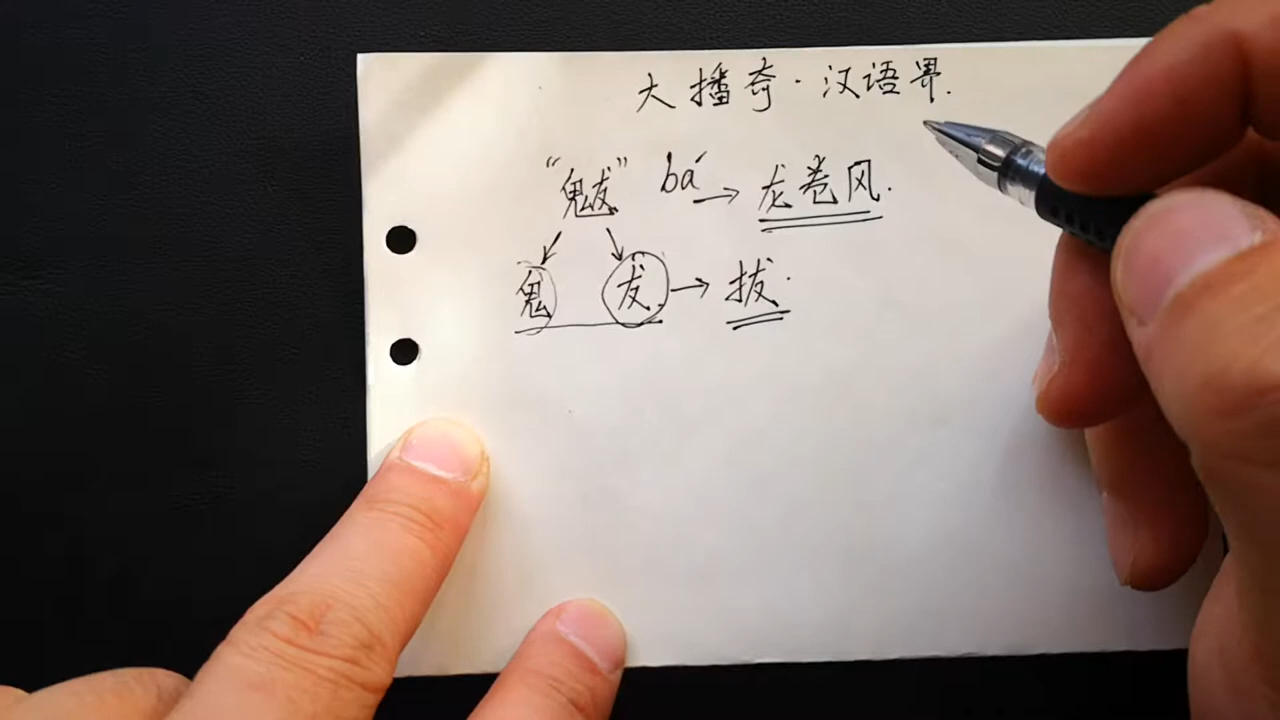 大播奇·汉语界.
“魃” bá → 龙卷风.
鬼 犮 → 拔.